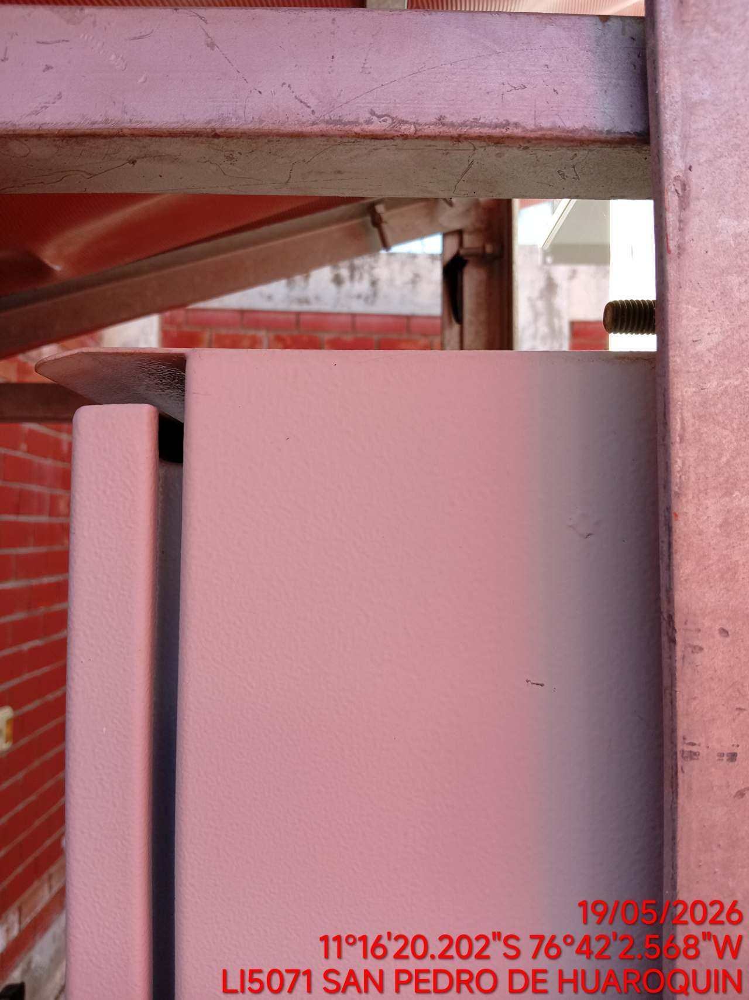 19/05/2026
11°16'20.202"S 76°42'2.568"W
LI5071 SAN PEDRO DE HUAROQUIN